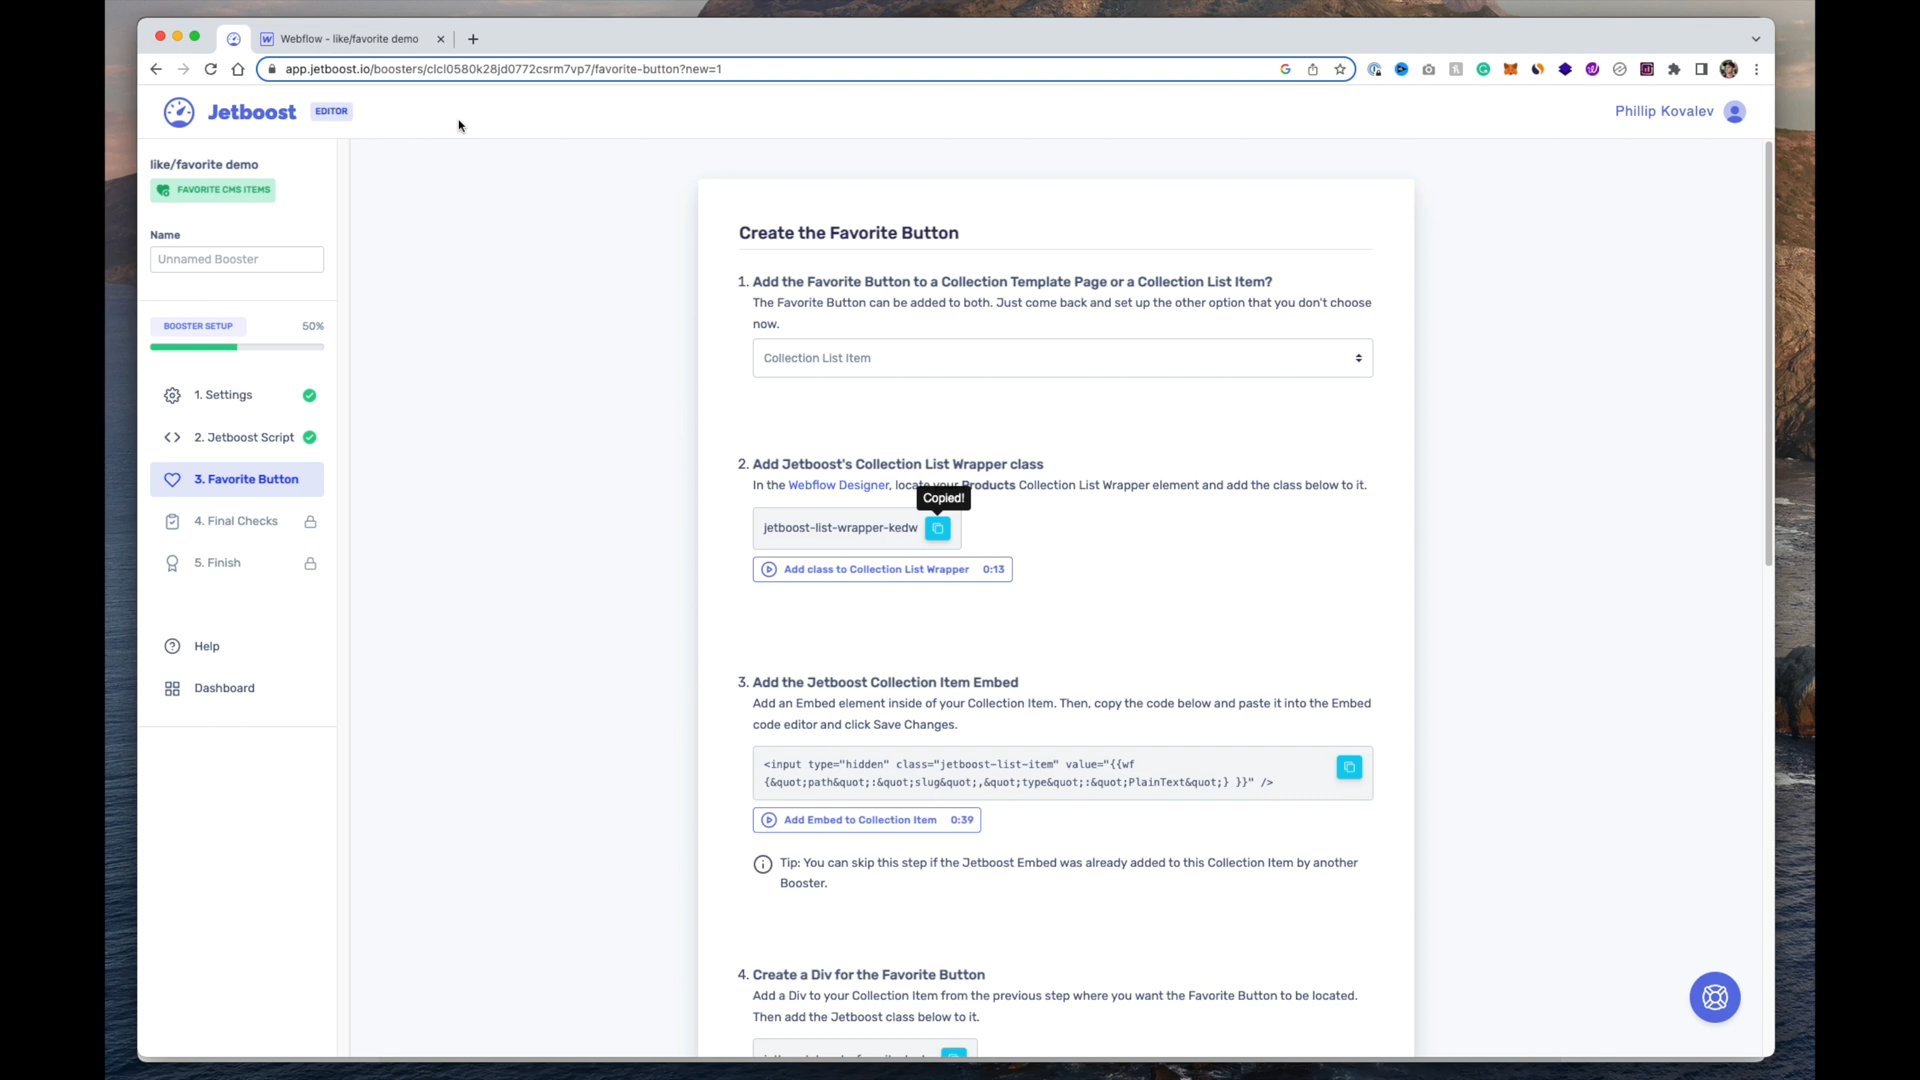 Webflow - like/favorite demo
app.jetboost.io/boosters/clcl0580k28jd0772csrm7vp7/favorite-button?new=1
Jetboost EDITOR
Phillip Kovalev
like/favorite demo
FAVORITE CMS ITEMS
Name
Unnamed Booster
BOOSTER SETUP 50%
1. Settings
2. Jetboost Script
3. Favorite Button
4. Final Checks
5. Finish
Help
Dashboard
Create the Favorite Button
1. Add the Favorite Button to a Collection Template Page or a Collection List Item?
The Favorite Button can be added to both. Just come back and set up the other option that you don't choose
now.
Collection List Item
2. Add Jetboost's Collection List Wrapper class
In the Webflow Designer, locate your Products Collection List Wrapper element and add the class below to it.
Copied!
jetboost-list-wrapper-kedw
Add class to Collection List Wrapper 0:13
3. Add the Jetboost Collection Item Embed
Add an Embed element inside of your Collection Item. Then, copy the code below and paste it into the Embed
code editor and click Save Changes.
<input type="hidden" class="jetboost-list-item" value="{{wf
{&quot;path&quot;:&quot;slug&quot;,&quot;type&quot;:&quot;PlainText&quot;} }}" />
Add Embed to Collection Item 0:39
Tip: You can skip this step if the Jetboost Embed was already added to this Collection Item by another
Booster.
4. Create a Div for the Favorite Button
Add a Div to your Collection Item from the previous step where you want the Favorite Button to be located.
Then add the Jetboost class below to it.